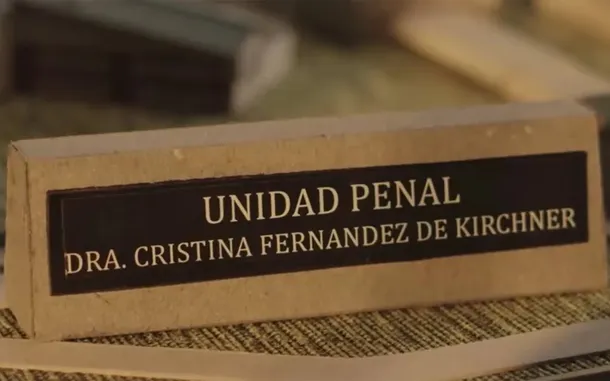 UNIDAD PENAL
DRA. CRISTINA FERNANDEZ DE KIRCHNER